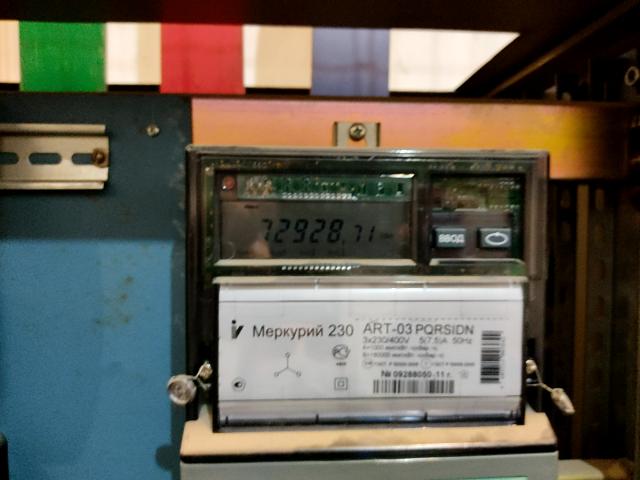 72928.71
ВВОД
Меркурий 230 ART-03 PQRSIDN
3x230/400V 5(7,5)A 50Hz
№ 09288050-11 г.